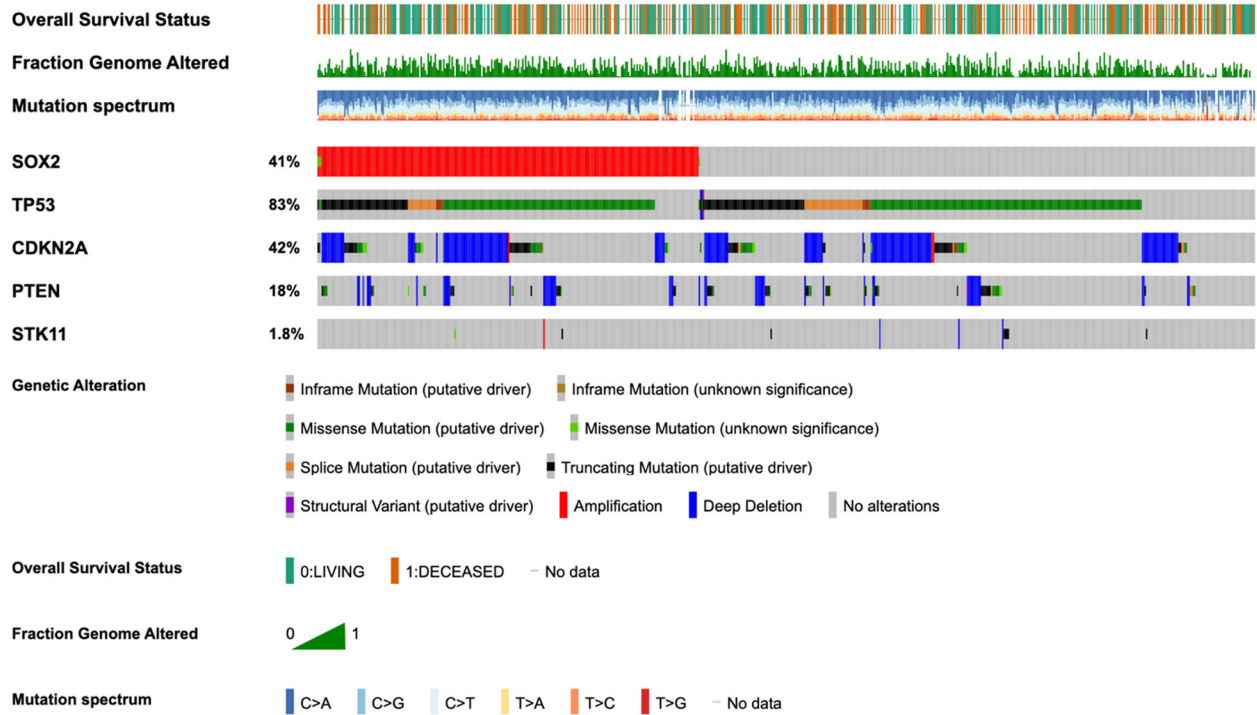 Overall Survival Status
Fraction Genome Altered
Mutation spectrum
SOX2 41%
TP53 83%
CDKN2A 42%
PTEN 18%
STK11 1.8%
Genetic Alteration Inframe Mutation (putative driver) Inframe Mutation (unknown significance)
Missense Mutation (putative driver) Missense Mutation (unknown significance)
Splice Mutation (putative driver) Truncating Mutation (putative driver)
Structural Variant (putative driver) Amplification Deep Deletion No alterations
Overall Survival Status 0:LIVING 1:DECEASED – No data
Fraction Genome Altered 0 1
Mutation spectrum C>A C>G C>T T>A T>C T>G – No data